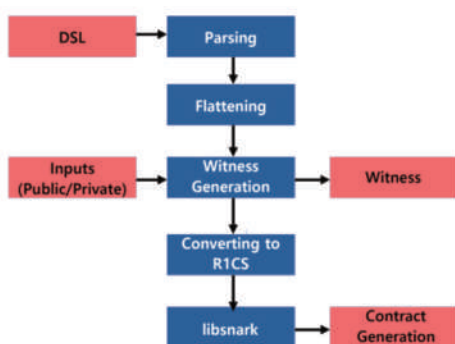 DSL
Parsing
Flattening
Inputs
(Public/Private)
Witness
Generation
Witness
Converting to
R1CS
libsnark
Contract
Generation